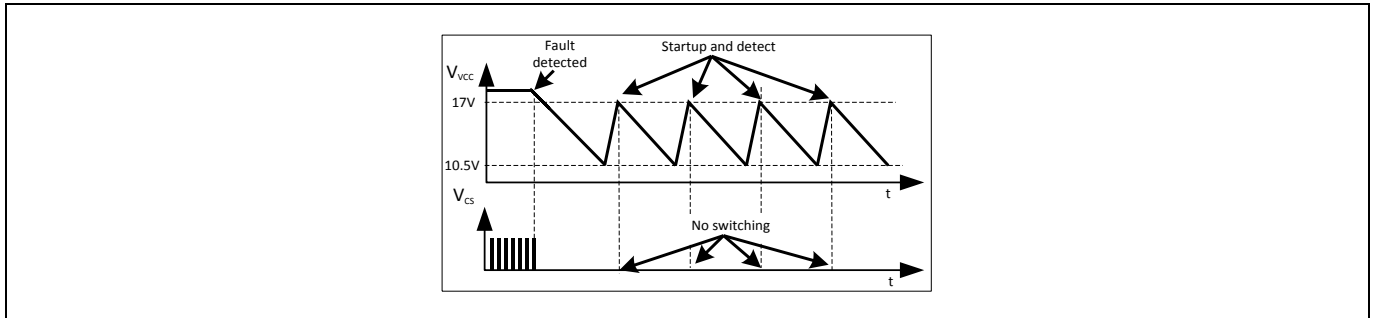 Fault
detected
Startup and detect
VVCC
17V
10.5V
t
VCS
No switching
t